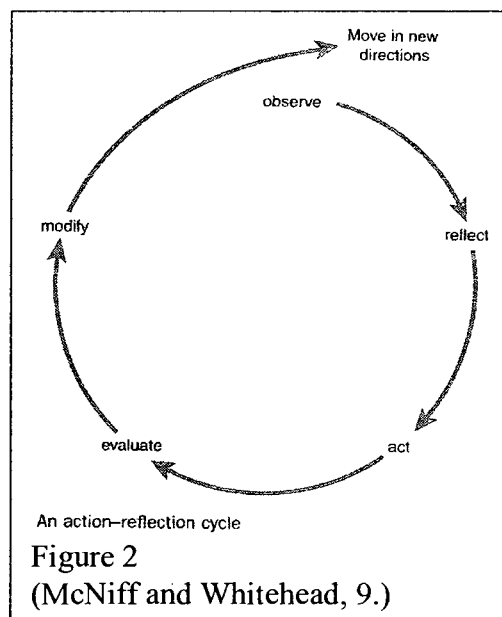 Move in new
directions
observe
reflect
act
evaluate
modify
An action–reflection cycle
Figure 2
(McNiff and Whitehead, 9.)